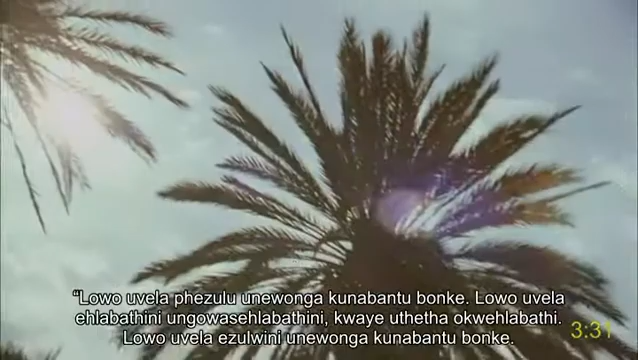 “Lowo uvela phezulu unewonga kunabantu bonke. Lowo uvela
ehlabathini ungowasehlabathini, kwaye uthetha okwehlabathi.
Lowo uvela ezulwini unewonga kunabantu bonke.
3:31